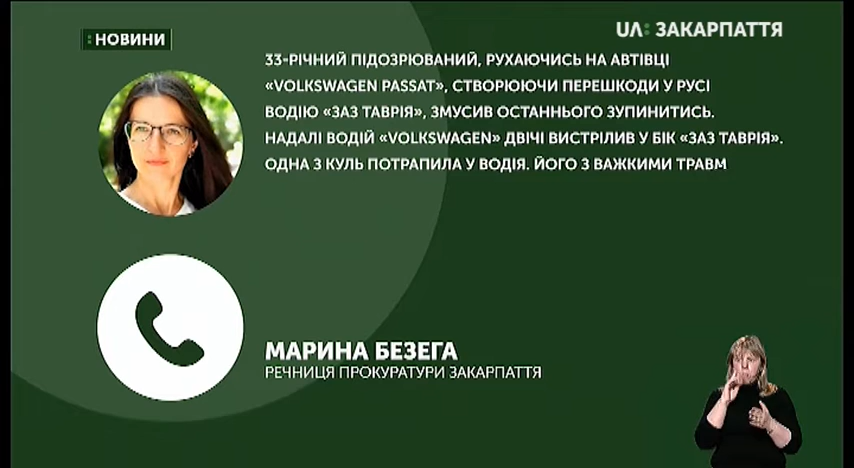 :НОВИНИ
UA: ЗАКАРПАТТЯ
33-РІЧНИЙ ПІДОЗРЮВАНИЙ, РУХАЮЧИСЬ НА АВТІВЦІ
«VOLKSWAGEN PASSAT», СТВОРЮЮЧИ ПЕРЕШКОДИ У РУСІ
ВОДІЮ «ЗАЗ ТАВРІЯ», ЗМУСИВ ОСТАННЬОГО ЗУПИНИТИСЬ.
НАДАЛІ ВОДІЙ «VOLKSWAGEN» ДВІЧІ ВИСТРІЛИВ У БІК «ЗАЗ ТАВРІЯ».
ОДНА З КУЛЬ ПОТРАПИЛА У ВОДІЯ. ЙОГО З ВАЖКИМИ ТРАВМ
МАРИНА БЕЗЕГА
РЕЧНИЦЯ ПРОКУРАТУРИ ЗАКАРПАТТЯ